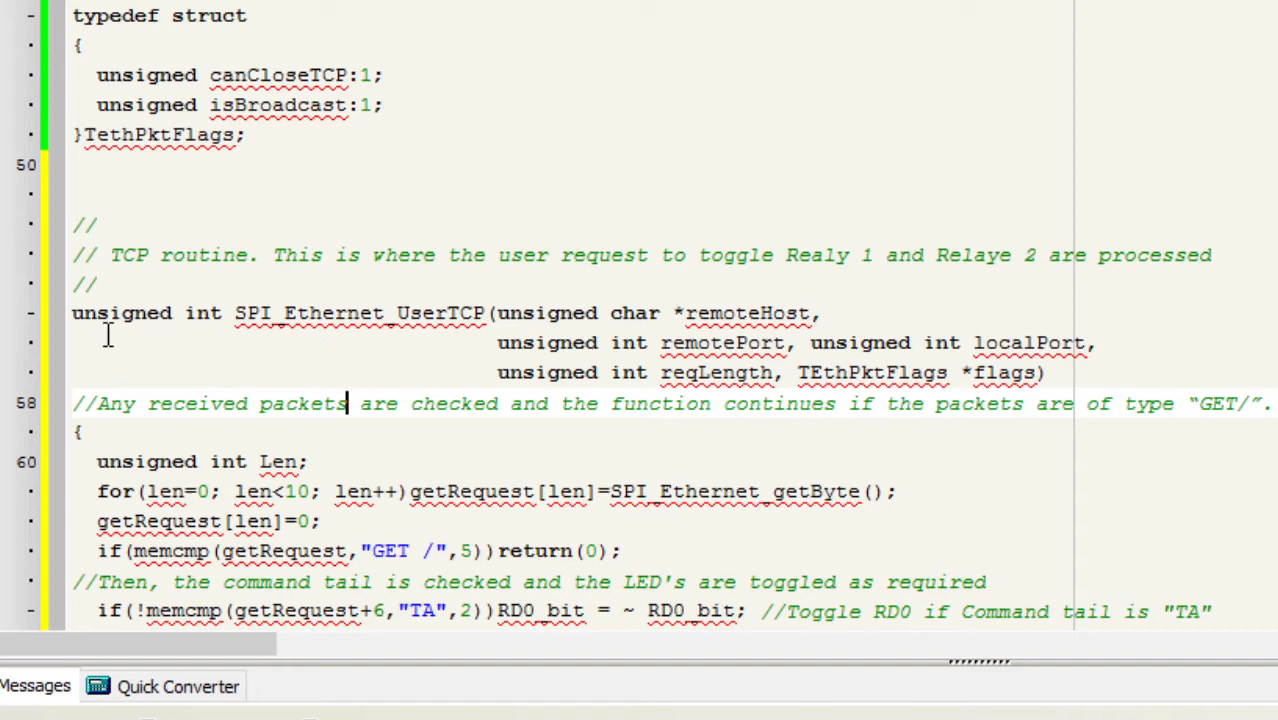 typedef struct
{
unsigned canCloseTCP:1;
unsigned isBroadcast:1;
}TethPktFlags;
50
//
// TCP routine. This is where the user request to toggle Realy 1 and Relaye 2 are processed
//
unsigned int SPI_Ethernet_UserTCP(unsigned char *remoteHost,
unsigned int remotePort, unsigned int localPort,
unsigned int reqLength, TEthPktFlags *flags)
58 //Any received packets are checked and the function continues if the packets are of type “GET/”.
{
60 unsigned int Len;
for(len=0; len<10; len++)getRequest[len]=SPI_Ethernet_getByte();
getRequest[len]=0;
if(memcmp(getRequest,"GET /",5))return(0);
//Then, the command tail is checked and the LED's are toggled as required
if(!memcmp(getRequest+6,"TA",2))RD0_bit = ~ RD0_bit; //Toggle RD0 if Command tail is "TA"
Messages Quick Converter